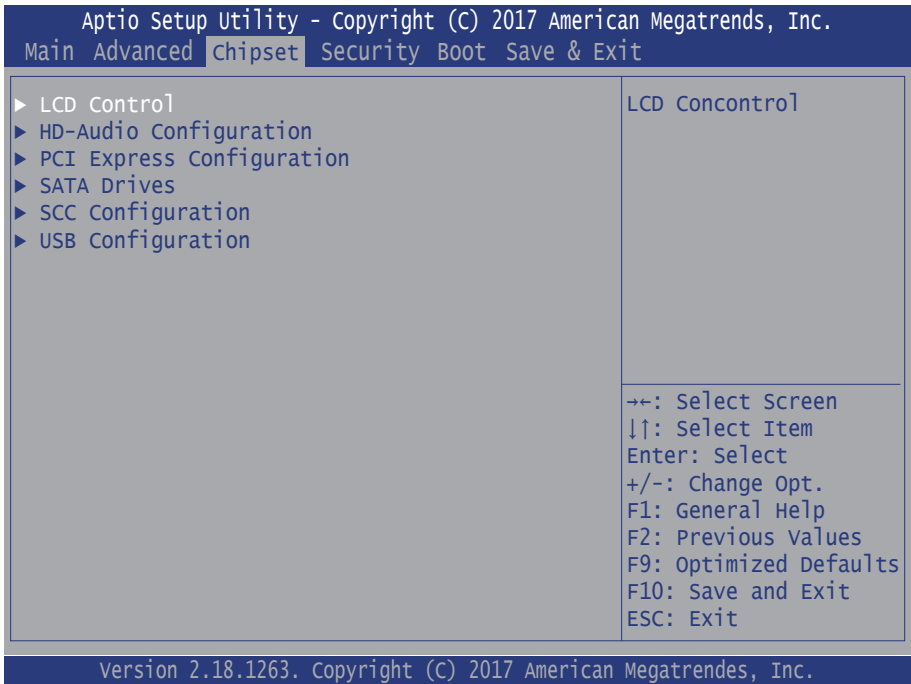 Aptio Setup Utility - Copyright (C) 2017 American Megatrends, Inc.
Main Advanced Chipset Security Boot Save & Exit
▶ LCD Control
▶ HD-Audio Configuration
▶ PCI Express Configuration
▶ SATA Drives
▶ SCC Configuration
▶ USB Configuration
LCD Concontrol
→←: Select Screen
↓↑: Select Item
Enter: Select
+/-: Change Opt.
F1: General Help
F2: Previous Values
F9: Optimized Defaults
F10: Save and Exit
ESC: Exit
Version 2.18.1263. Copyright (C) 2017 American Megatrendes, Inc.